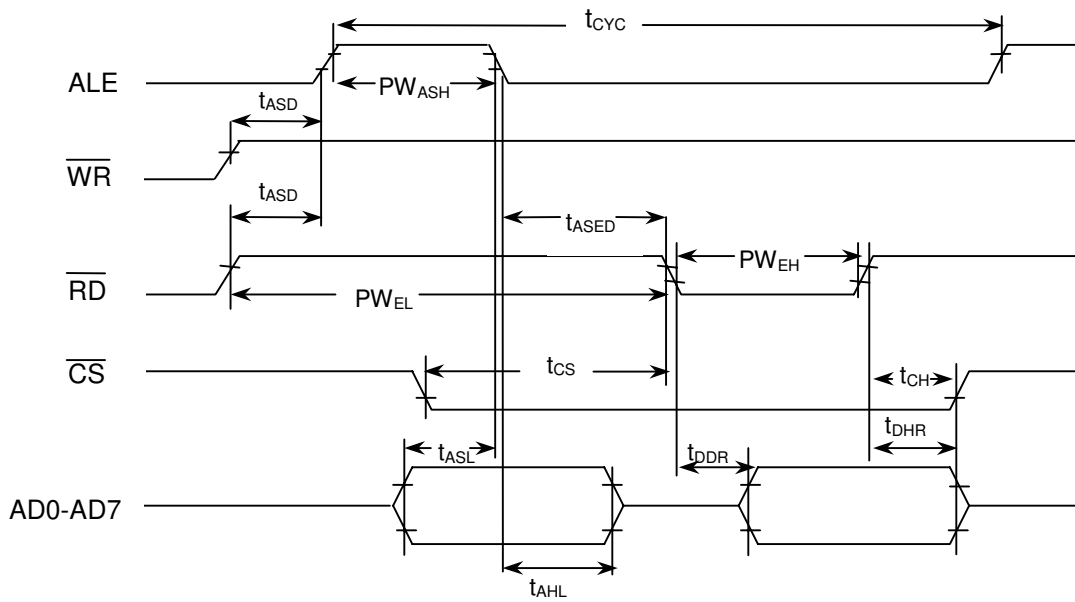 tCYC
ALE
PWASH
tASD
WR
tASD
tASED
PWEH
RD
PWEL
CS
tCS
tCH
tDHR
tASL
tDDR
AD0-AD7
tAHL